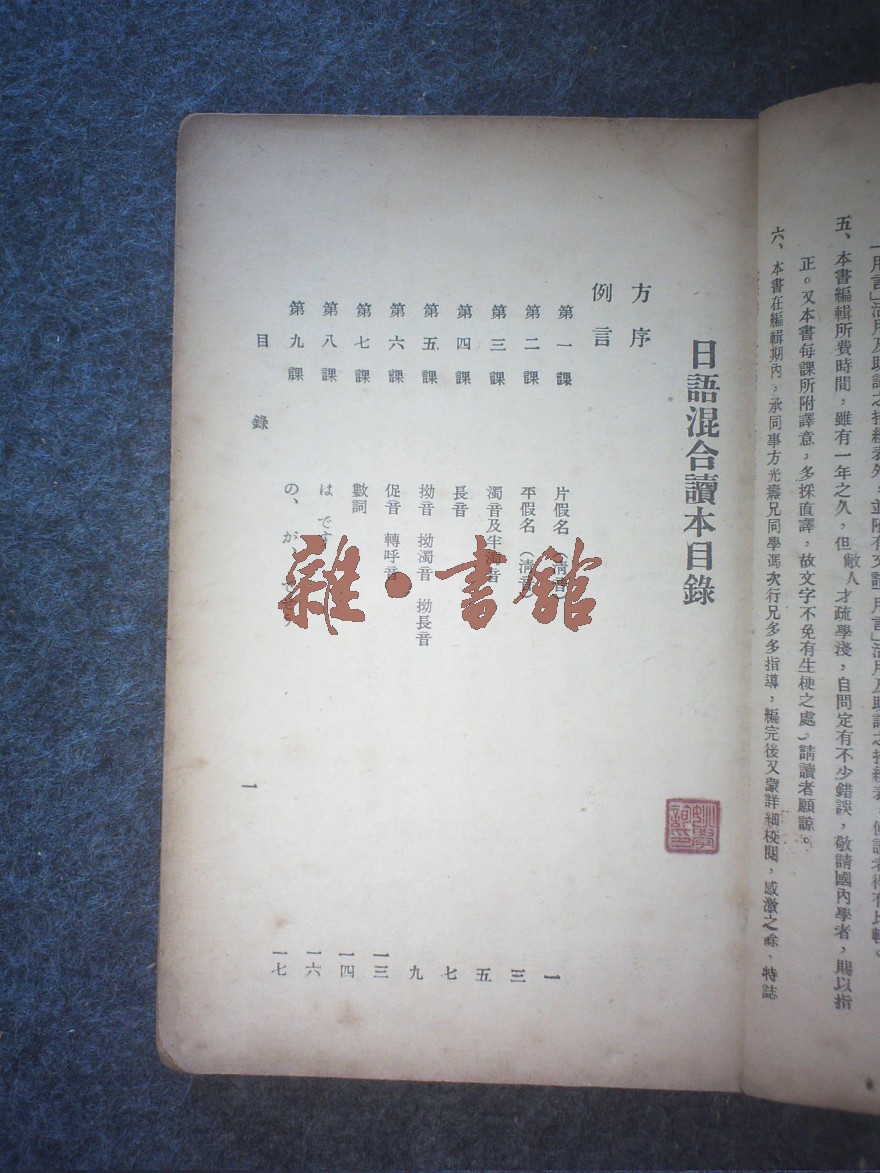 五、本書編輯所費時間，雖有一年之久，但敝人才疏學淺，自問定有不少錯誤，敬請國內學者，賜以指
正。又本書每課所附譯意，多採直譯，故文字不免有生梗之處，請讀者願諒。
六、本書在編輯期內，承同事方光燾兄同學馮次行兄多多指導，編完後又蒙詳細校閱，感激之餘，特誌
日語混合讀本目錄
方序
例言
第一課 片假名（淸音） 一
第二課 平假名（淸音） 三
第三課 濁音及半濁音 五
第四課 長音 七
第五課 拗音 拗濁音 拗長音 九
第六課 促音 轉呼音 一三
第七課 數詞 一四
第八課 は です 一六
第九課 の、が 一七
目錄 一
雜·書館